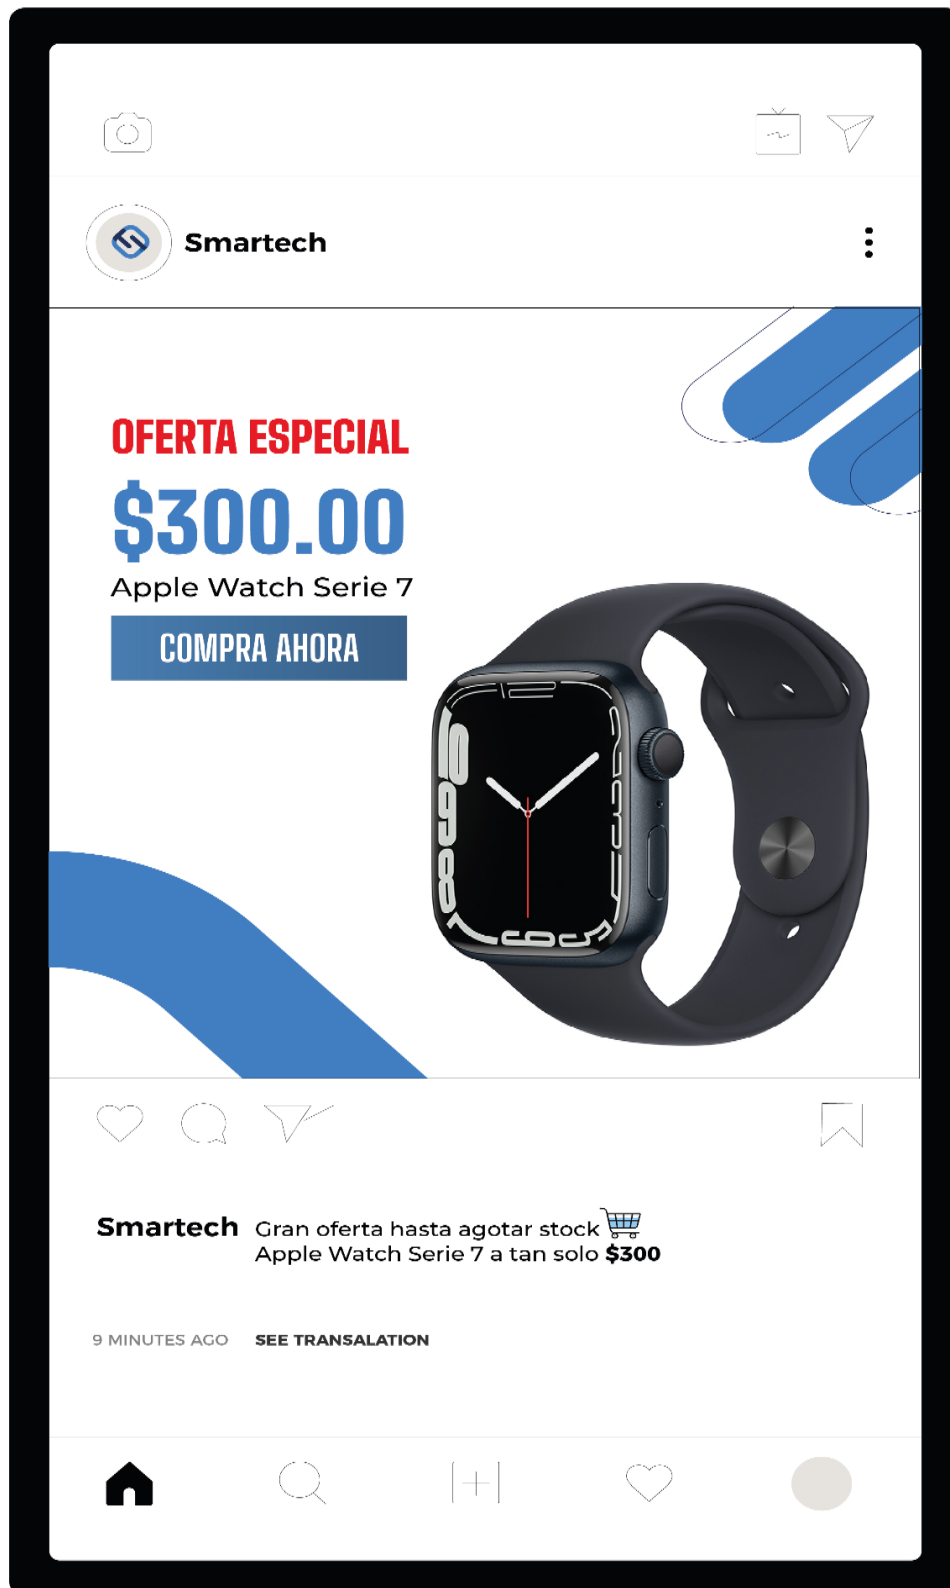 Smartech
OFERTA ESPECIAL
$300.00
Apple Watch Serie 7
COMPRA AHORA
Smartech Gran oferta hasta agotar stock
Apple Watch Serie 7 a tan solo $300
9 MINUTES AGO SEE TRANSALATION